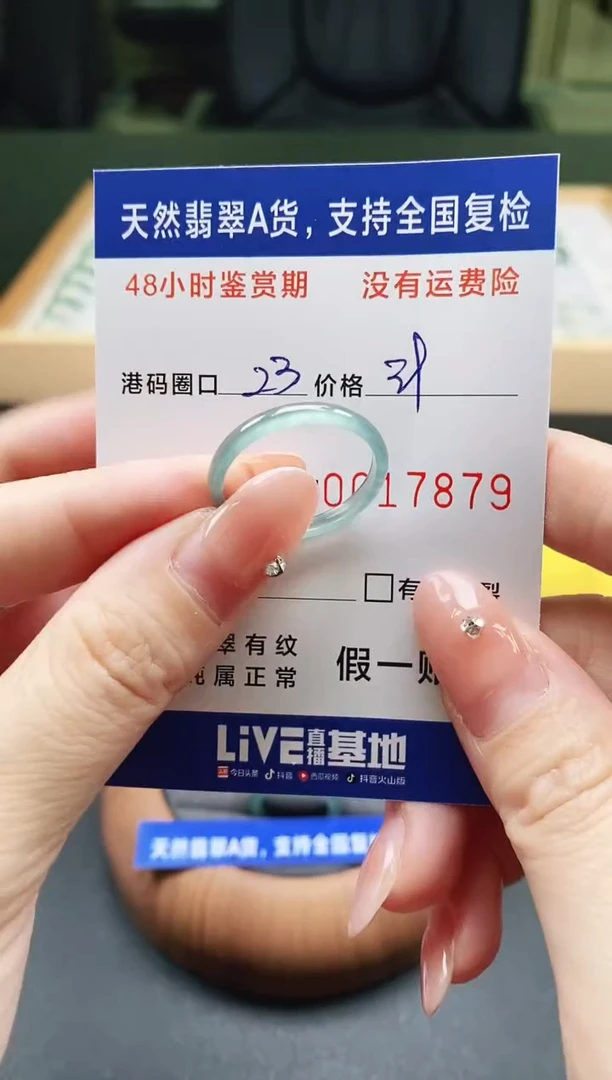 天然翡翠A货，支持全国复检
48小时鉴赏期 没有运费险
港码圈口 23 价格
0017879
□有 裂
翠有纹
属正常
假一
LiVE直播基地
今日头条 抖音 西瓜视频 抖音火山版
天然翡翠A货，支持全国复检